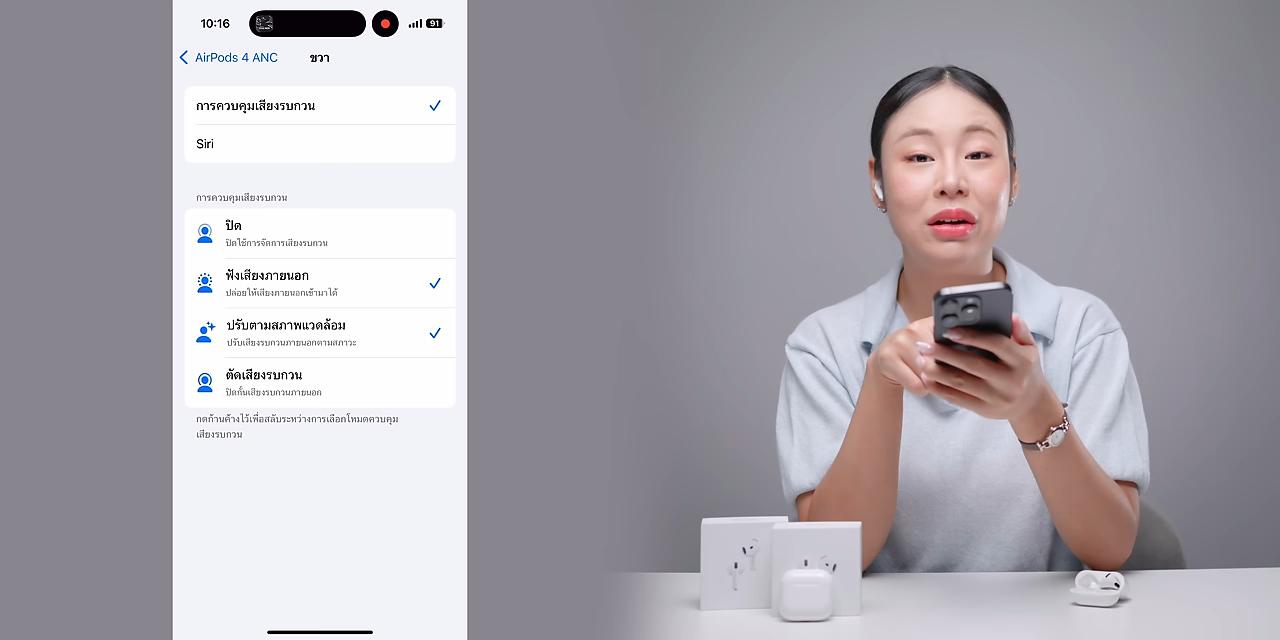 10:16
91
AirPods 4 ANC
ขวา
การควบคุมเสียงรบกวน
Siri
การควบคุมเสียงรบกวน
ปิด
ปิดใช้การจัดการเสียงรบกวน
ฟังเสียงภายนอก
ปล่อยให้เสียงภายนอกเข้ามาได้
ปรับตามสภาพแวดล้อม
ปรับเสียงรบกวนภายนอกตามสภาวะ
ตัดเสียงรบกวน
ปิดกั้นเสียงรบกวนภายนอก
กดก้านค้างไว้เพื่อสลับระหว่างการเลือกโหมดควบคุม
เสียงรบกวน